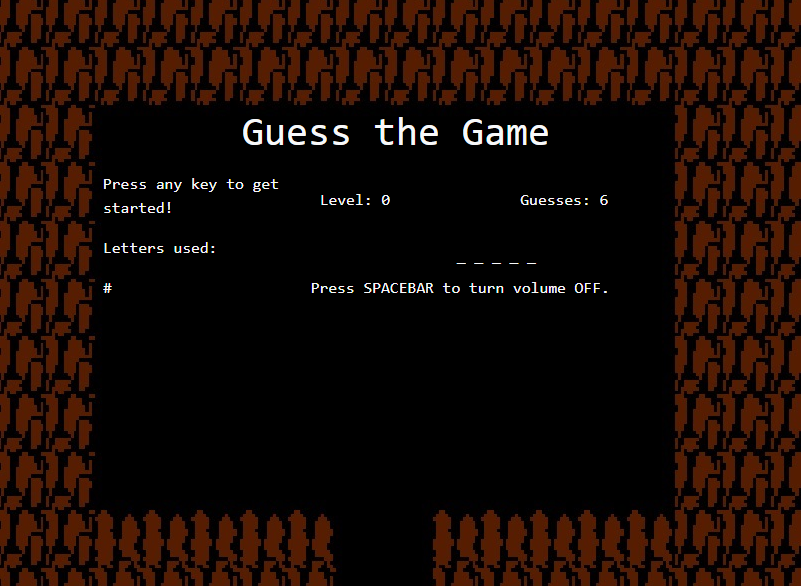 Guess the Game
Press any key to get
started!
Level: 0
Guesses: 6
Letters used:
_ _ _ _ _
#
Press SPACEBAR to turn volume OFF.